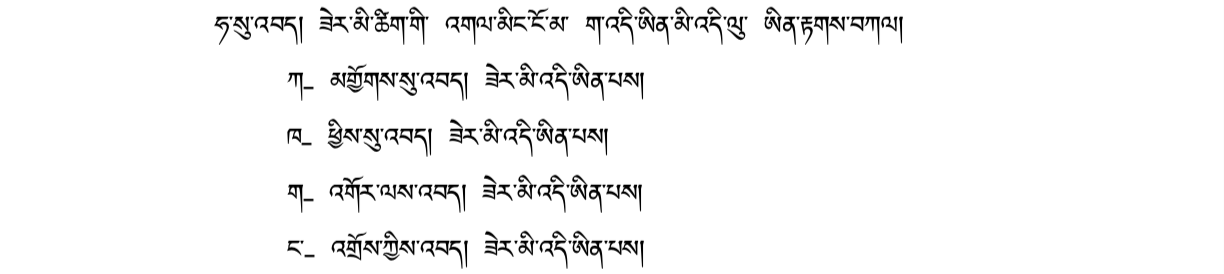 ཧ་སུ་འབད། ཟེར་མི་ཚིག་གི་ འགལ་མིང་ངོ་མ་ ག་འདི་ཨིན་མི་འདི་ལུ་ ཨིན་རྟགས་བཀལ།
ཀ_ མགྱོགས་སུ་འབད། ཟེར་མི་འདི་ཨིན་པས།
ཁ_ ཕྱིས་སུ་འབད། ཟེར་མི་འདི་ཨིན་པས།
ག_ འགོར་ལས་འབད། ཟེར་མི་འདི་ཨིན་པས།
ང_ འགྲོས་ཀྱིས་འབད། ཟེར་མི་འདི་ཨིན་པས།